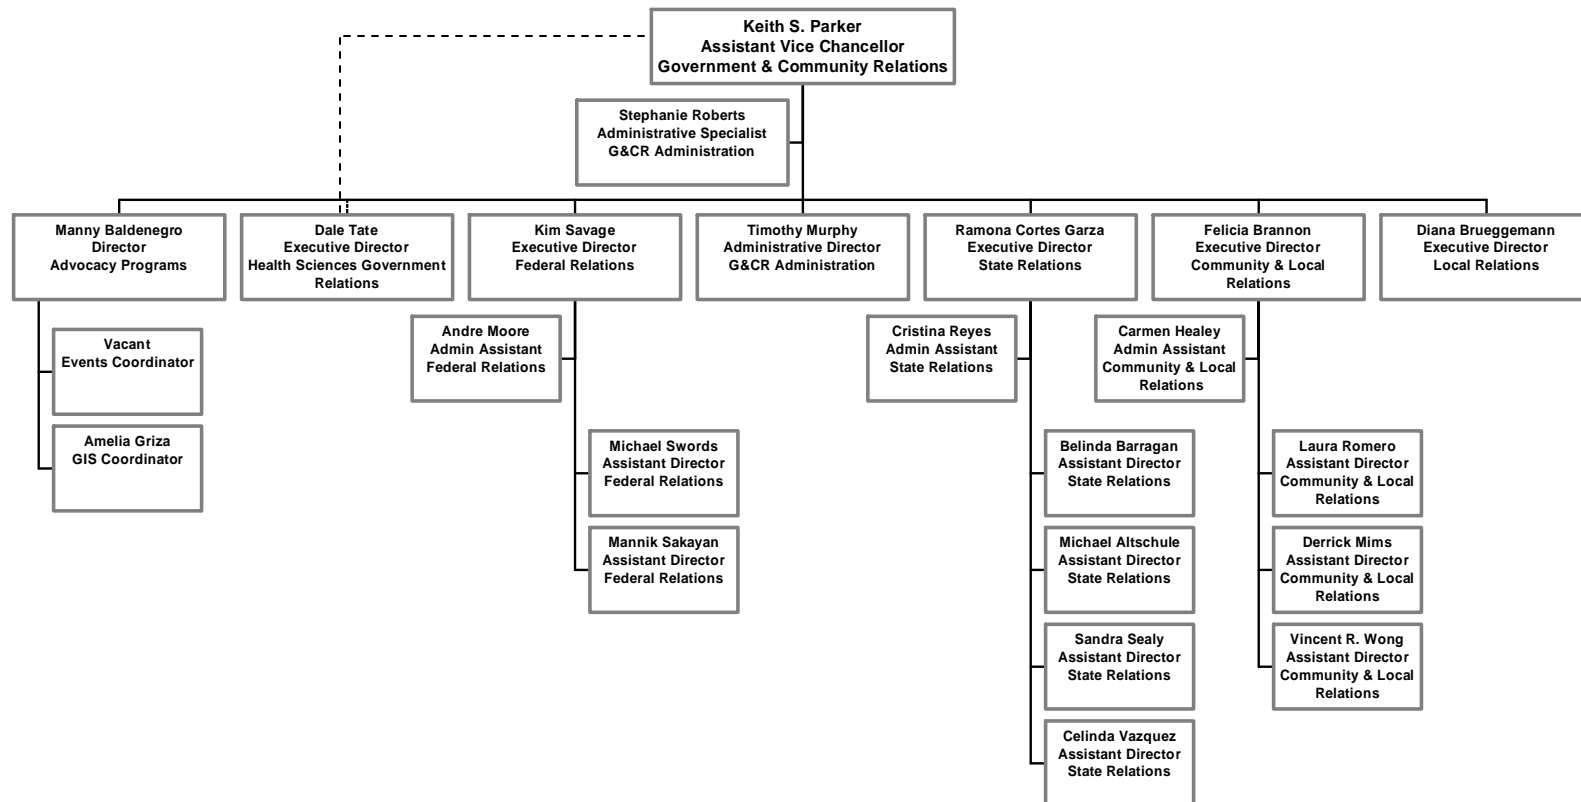 Keith S. Parker
Assistant Vice Chancellor
Government & Community Relations
Stephanie Roberts
Administrative Specialist
G&CR Administration
Manny Baldenegro
Director
Advocacy Programs
Dale Tate
Executive Director
Health Sciences Government
Relations
Kim Savage
Executive Director
Federal Relations
Timothy Murphy
Administrative Director
G&CR Administration
Ramona Cortes Garza
Executive Director
State Relations
Felicia Brannon
Executive Director
Community & Local
Relations
Diana Brueggemann
Executive Director
Local Relations
Vacant
Events Coordinator
Amelia Griza
GIS Coordinator
Andre Moore
Admin Assistant
Federal Relations
Michael Swords
Assistant Director
Federal Relations
Mannik Sakayan
Assistant Director
Federal Relations
Cristina Reyes
Admin Assistant
State Relations
Belinda Barragan
Assistant Director
State Relations
Michael Altschule
Assistant Director
State Relations
Sandra Sealy
Assistant Director
State Relations
Celinda Vazquez
Assistant Director
State Relations
Carmen Healey
Admin Assistant
Community & Local
Relations
Laura Romero
Assistant Director
Community & Local
Relations
Derrick Mims
Assistant Director
Community & Local
Relations
Vincent R. Wong
Assistant Director
Community & Local
Relations